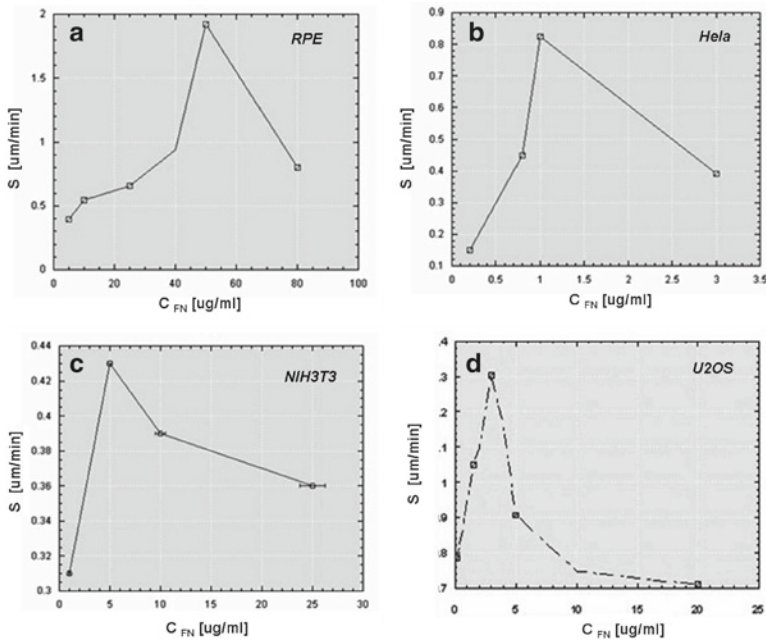 a
RPE
2
1.5
1
0.5
0
S [um/min]
0 20 40 60 80 100
C FN [ug/ml]
b
Hela
0.9
0.8
0.7
0.6
0.5
0.4
0.3
0.2
0.1
S [um/min]
0 0.5 1 1.5 2 2.5 3 3.5
C FN [ug/ml]
c
NIH3T3
0.44
0.42
0.4
0.38
0.36
0.34
0.32
0.3
S [um/min]
0 5 10 15 20 25 30
C FN [ug/ml]
d
U2OS
.4
.3
.1
1
.9
.8
.7
S [um/min]
0 5 10 15 20 25
C FN [ug/ml]